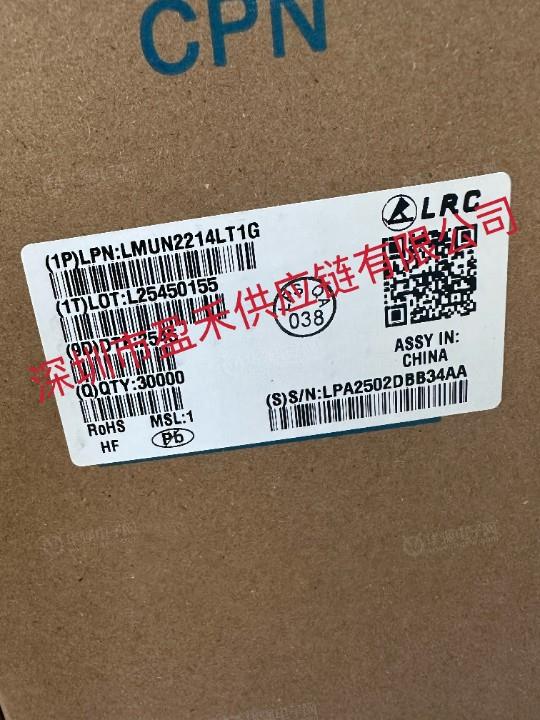 CPN
LRC
(1P)LPN:LMUN2214LT1G
(1T)LOT:L25450155
QA
038
(Q)QTY:30000
ASSY IN:
CHINA
(S)S/N:LPA2502DBB34AA
RoHS
MSL:1
HF
Pb
深圳市盈禾供应链有限公司